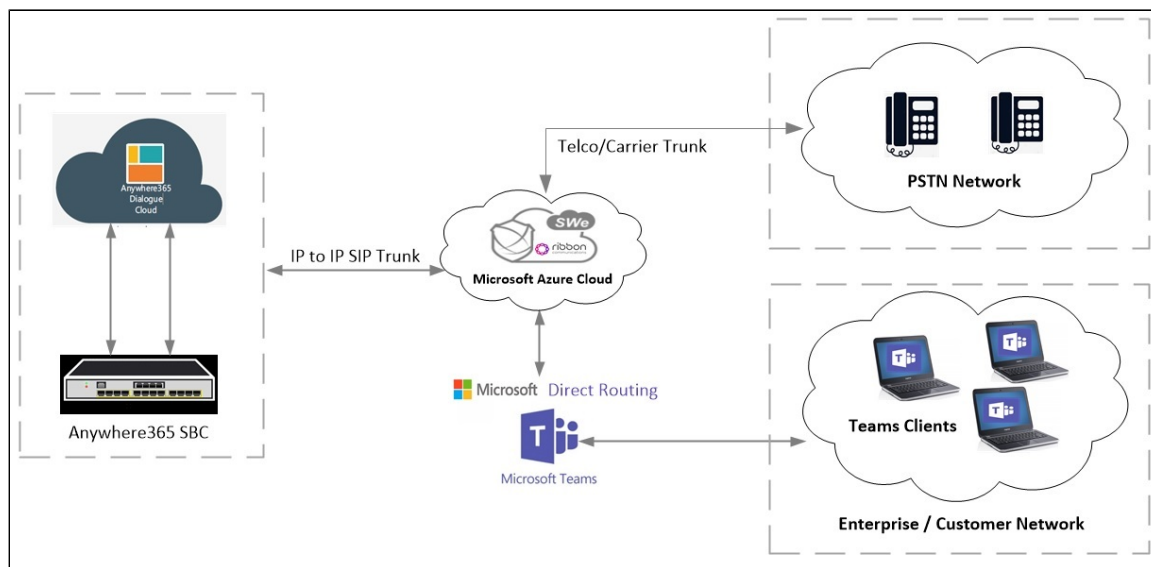 Anywhere365
Dialogue
Cloud
Anywhere365 SBC
IP to IP SIP Trunk
Telco/Carrier Trunk
SWe
ribbon
Microsoft Azure Cloud
Microsoft Direct Routing
T
Microsoft Teams
PSTN Network
T
T
T
Teams Clients
Enterprise / Customer Network